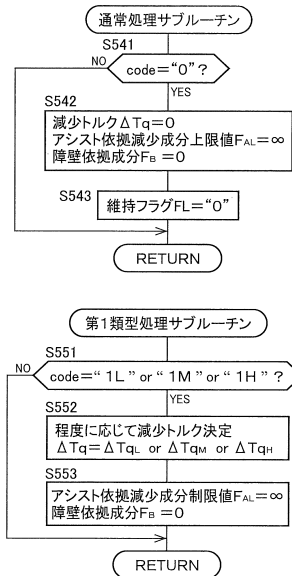 通常処理サブルーチン
S541
NO
code=“0”?
YES
S542
減少トルクΔTq=0
アシスト依拠減少成分上限値FAL=∞
障壁依拠成分FB=0
S543
維持フラグFL=“0”
RETURN
第1類型処理サブルーチン
S551
NO
code=“1L”or“1M”or“1H”?
YES
S552
程度に応じて減少トルク決定
ΔTq=ΔTqL or ΔTqM or ΔTqH
S553
アシスト依拠減少成分制限値FAL=∞
障壁依拠成分FB=0
RETURN